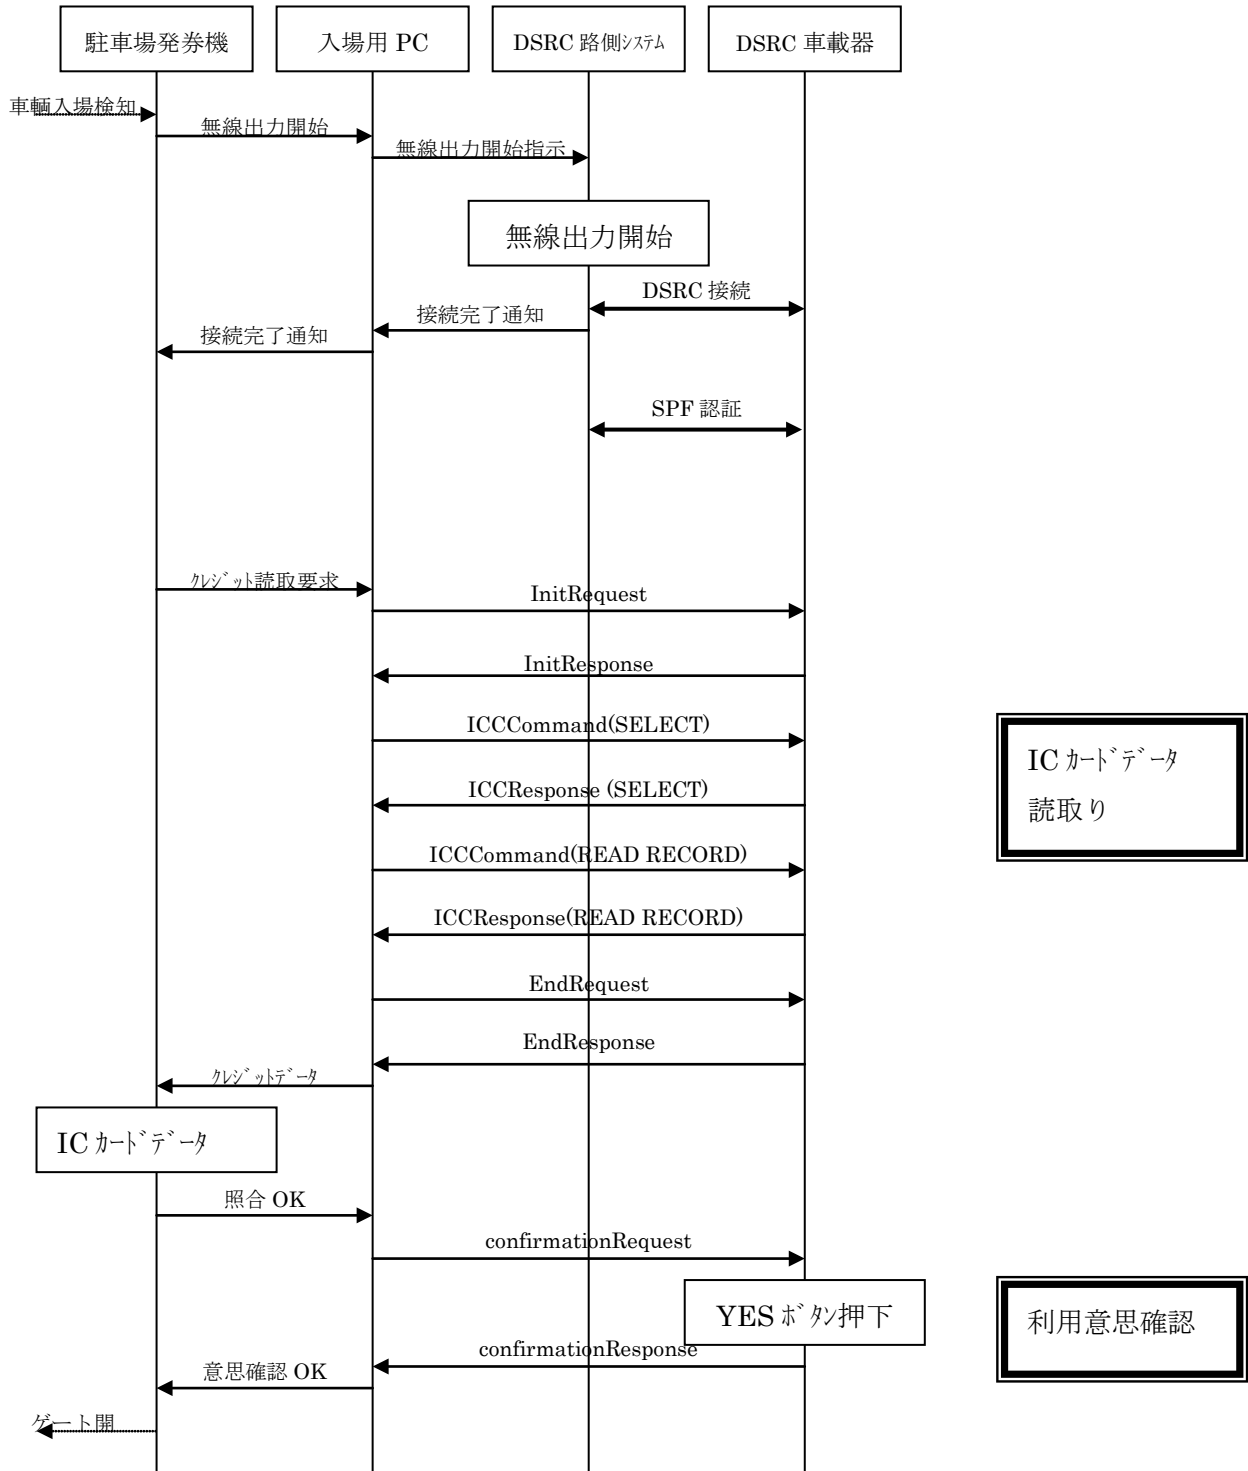 駐車場発券機
入場用 PC
DSRC 路側ｼｽﾃﾑ
DSRC 車載器
車輌入場検知
無線出力開始
無線出力開始指示
無線出力開始
DSRC 接続
接続完了通知
接続完了通知
SPF 認証
ｸﾚｼﾞｯﾄ読取要求
InitRequest
InitResponse
ICCCommand(SELECT)
IC ｶｰﾄﾞﾃﾞｰﾀ
読取り
ICCResponse (SELECT)
ICCCommand(READ RECORD)
ICCResponse(READ RECORD)
EndRequest
EndResponse
ｸﾚｼﾞｯﾄﾃﾞｰﾀ
IC ｶｰﾄﾞﾃﾞｰﾀ
照合 OK
confirmationRequest
YES ﾎﾞﾀﾝ押下
利用意思確認
confirmationResponse
意思確認 OK
ゲート開